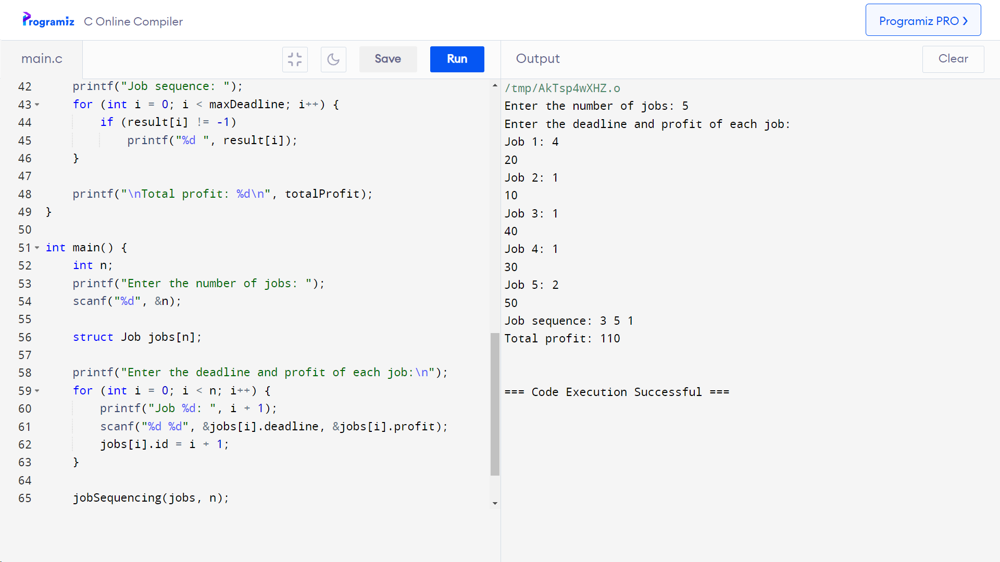 Programiz C Online Compiler
Programiz PRO ❯
main.c
Save
Run
Output
Clear
42 printf("Job sequence: ");
43 for (int i = 0; i < maxDeadline; i++) {
44 if (result[i] != -1)
45 printf("%d ", result[i]);
46 }
47
48 printf("\nTotal profit: %d\n", totalProfit);
49 }
50
51 int main() {
52 int n;
53 printf("Enter the number of jobs: ");
54 scanf("%d", &n);
55
56 struct Job jobs[n];
57
58 printf("Enter the deadline and profit of each job:\n");
59 for (int i = 0; i < n; i++) {
60 printf("Job %d: ", i + 1);
61 scanf("%d %d", &jobs[i].deadline, &jobs[i].profit);
62 jobs[i].id = i + 1;
63 }
64
65 jobSequencing(jobs, n);
/tmp/AkTsp4wXHZ.o
Enter the number of jobs: 5
Enter the deadline and profit of each job:
Job 1: 4
20
Job 2: 1
10
Job 3: 1
40
Job 4: 1
30
Job 5: 2
50
Job sequence: 3 5 1
Total profit: 110
=== Code Execution Successful ===